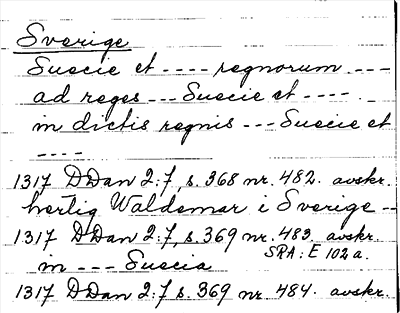 Sverige
Suecie et ---- regnorum ---
ad reges --- Suecie et ----
in dictis regnis --- Suecie et
----
1317 DDan 2:7, s. 368 nr. 482. avskr.
hertig Waldemar i Sverige --
1317 DDan 2:7, s. 369 nr. 483 avskr.
SRA: E 102 a.
in --- Suecia
1317 DDan 2:7 s. 369 nr. 484. avskr.